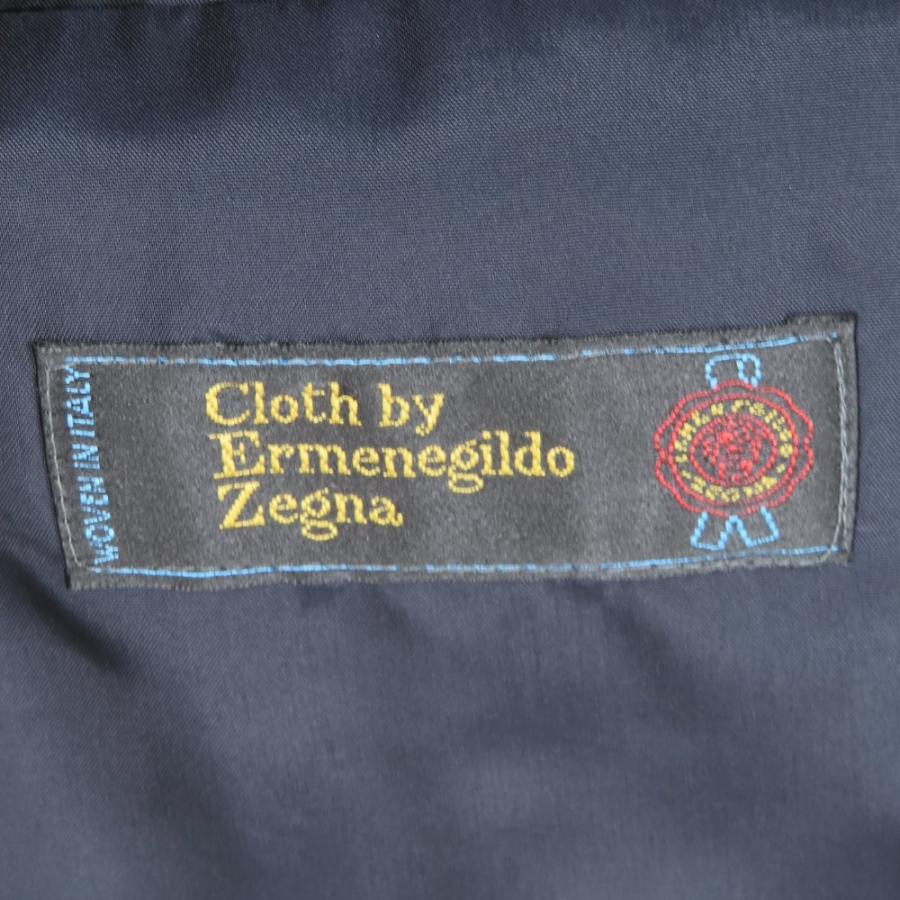 WOVEN IN ITALY
Cloth by
Ermenegildo
Zegna